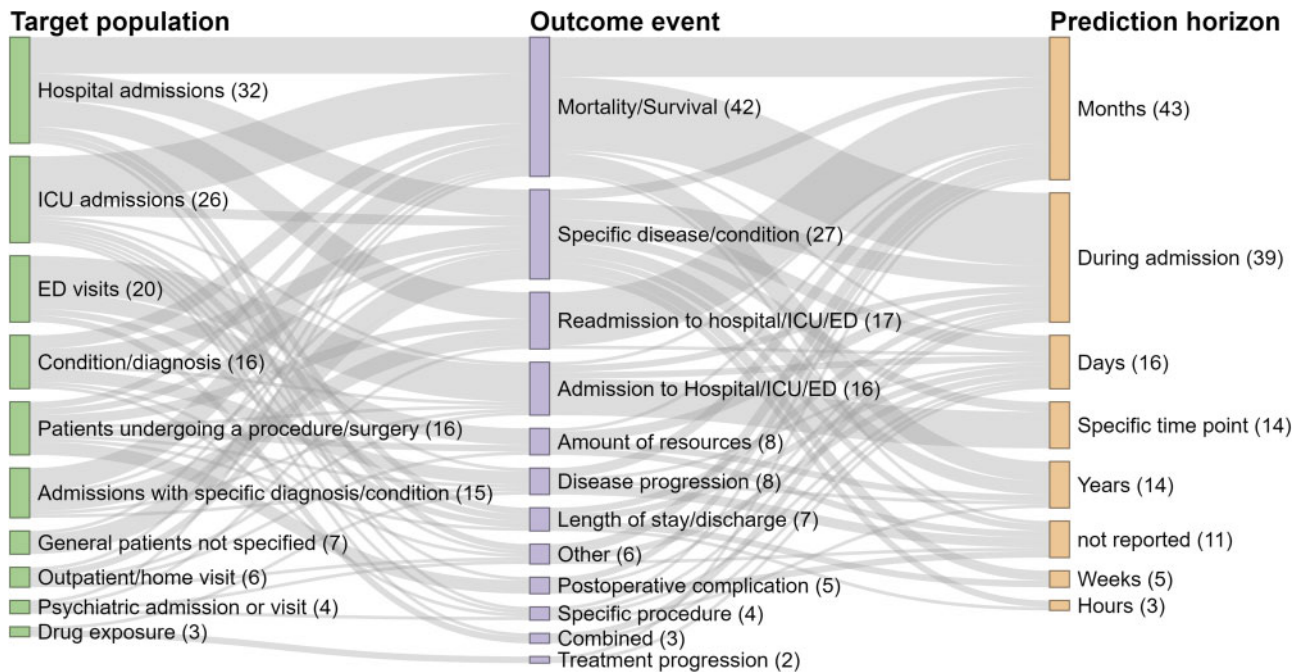 Target population
Outcome event
Prediction horizon
Hospital admissions (32)
ICU admissions (26)
ED visits (20)
Condition/diagnosis (16)
Patients undergoing a procedure/surgery (16)
Admissions with specific diagnosis/condition (15)
General patients not specified (7)
Outpatient/home visit (6)
Psychiatric admission or visit (4)
Drug exposure (3)
Mortality/Survival (42)
Specific disease/condition (27)
Readmission to hospital/ICU/ED (17)
Admission to Hospital/ICU/ED (16)
Amount of resources (8)
Disease progression (8)
Length of stay/discharge (7)
Other (6)
Postoperative complication (5)
Specific procedure (4)
Combined (3)
Treatment progression (2)
Months (43)
During admission (39)
Days (16)
Specific time point (14)
Years (14)
not reported (11)
Weeks (5)
Hours (3)